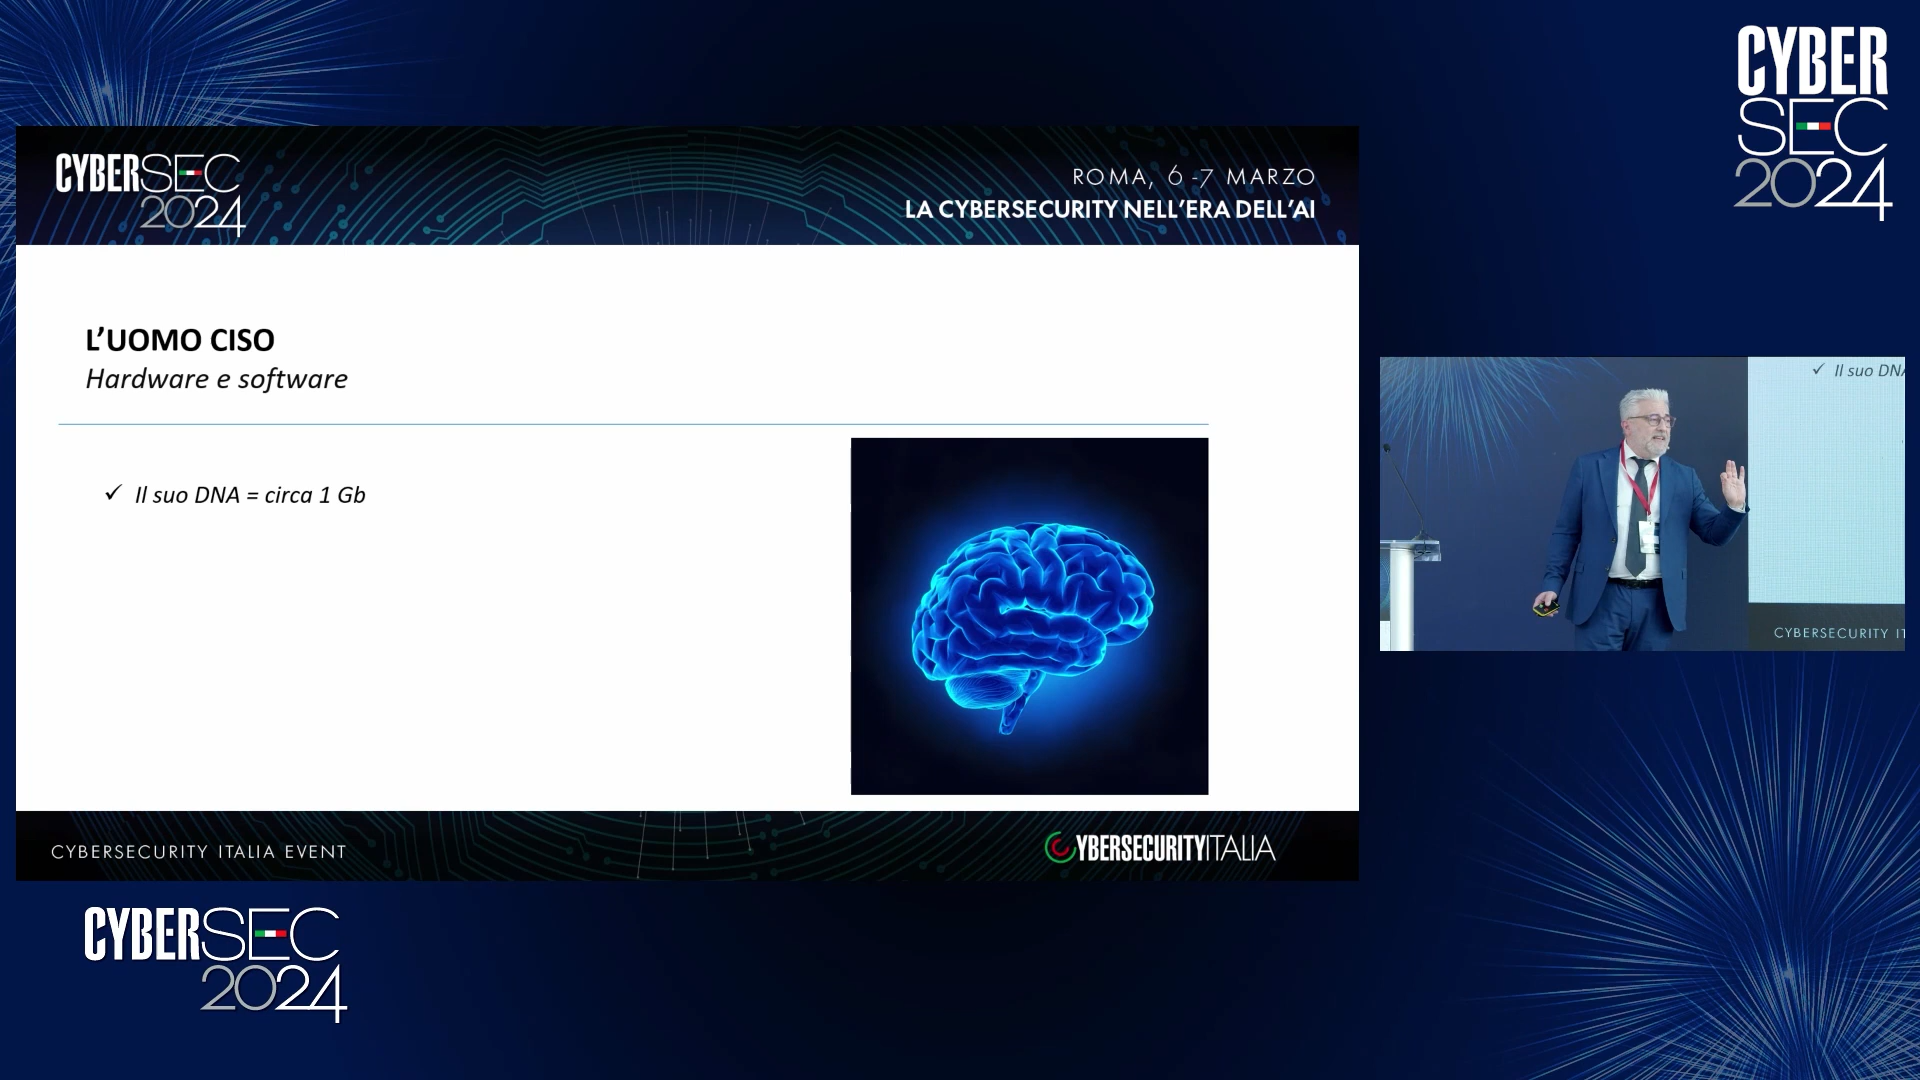 CYBER
SEC
2024
CYBERSEC
2024
ROMA, 6 -7 MARZO
LA CYBERSECURITY NELL'ERA DELL'AI
L'UOMO CISO
Hardware e software
✓ Il suo DNA = circa 1 Gb
✓ Il suo DNA
CYBERSECURITY IT
CYBERSECURITY ITALIA EVENT
CYBERSECURITYITALIA
CYBERSEC
2024